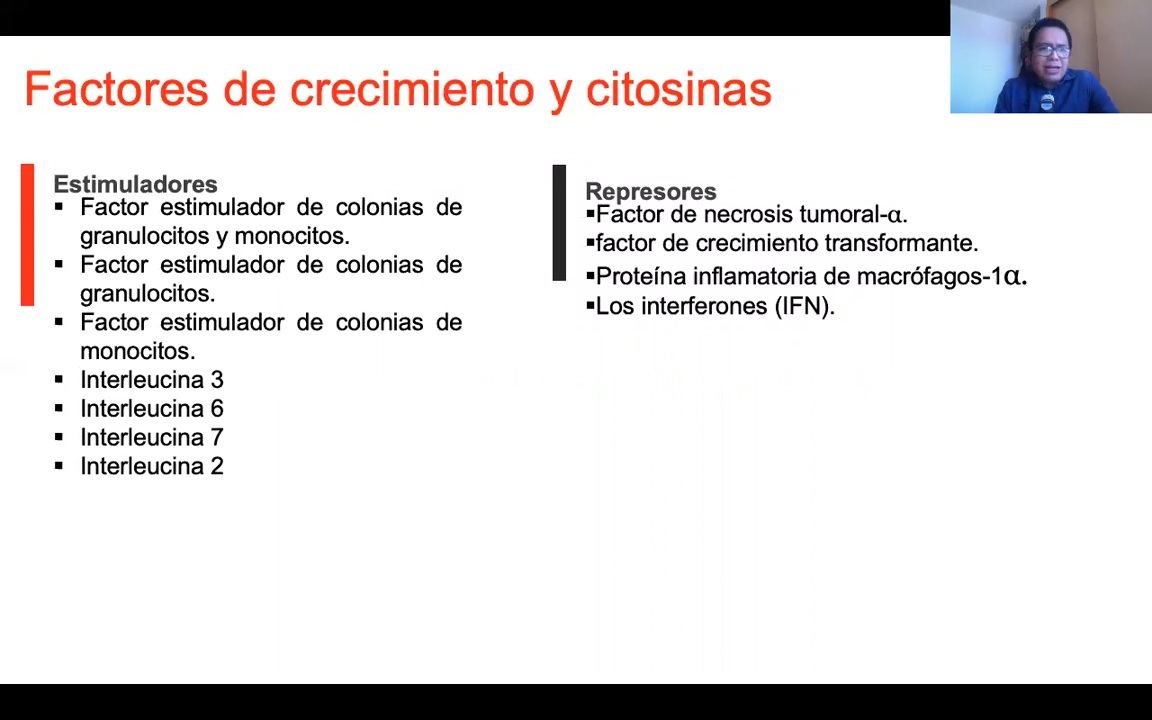 Factores de crecimiento y citosinas
Estimuladores
▪ Factor estimulador de colonias de
granulocitos y monocitos.
▪ Factor estimulador de colonias de
granulocitos.
▪ Factor estimulador de colonias de
monocitos.
▪ Interleucina 3
▪ Interleucina 6
▪ Interleucina 7
▪ Interleucina 2
Represores
▪Factor de necrosis tumoral-α.
▪factor de crecimiento transformante.
▪Proteína inflamatoria de macrófagos-1α.
▪Los interferones (IFN).